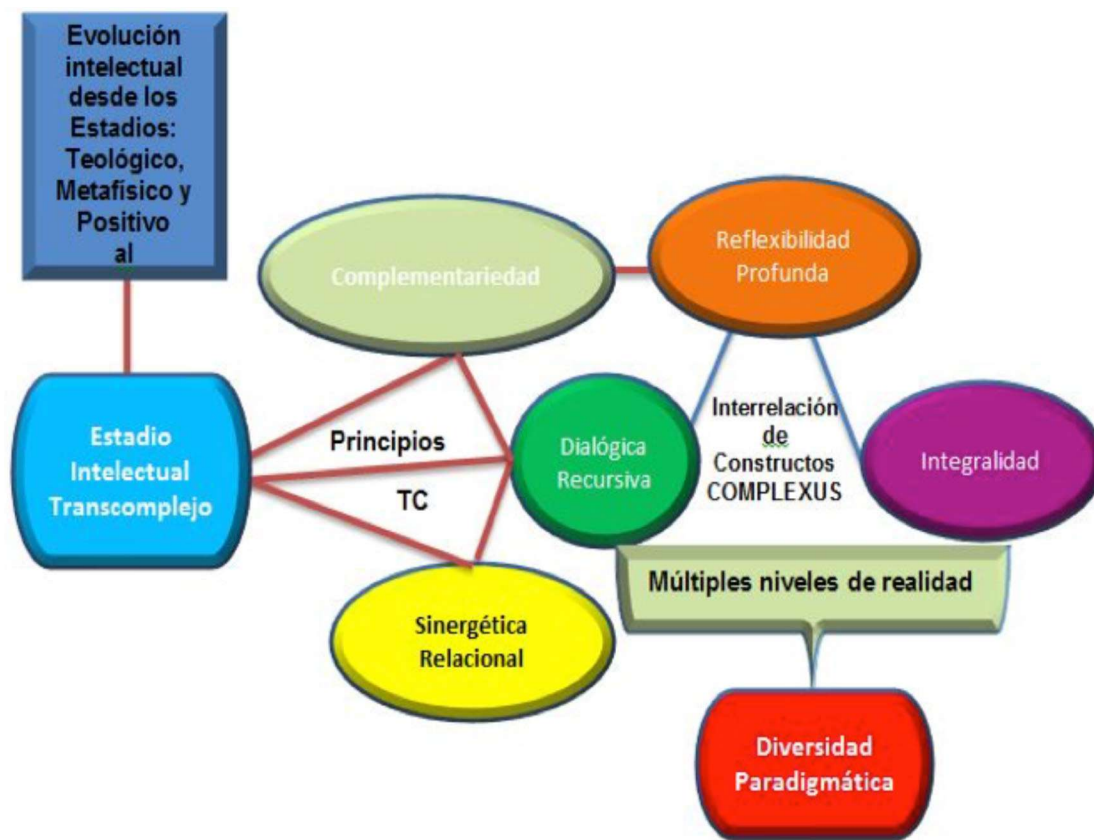 Evolución
intelectual
desde los
Estadios:
Teológico,
Metafísico y
Positivo
al
Estadio
Intelectual
Transcomplejo
Principios
TC
Complementariedad
Reflexibilidad
Profunda
Dialógica
Recursiva
Interrelación
de
Constructos
COMPLEXUS
Integralidad
Sinergética
Relacional
Múltiples niveles de realidad
Diversidad
Paradigmática